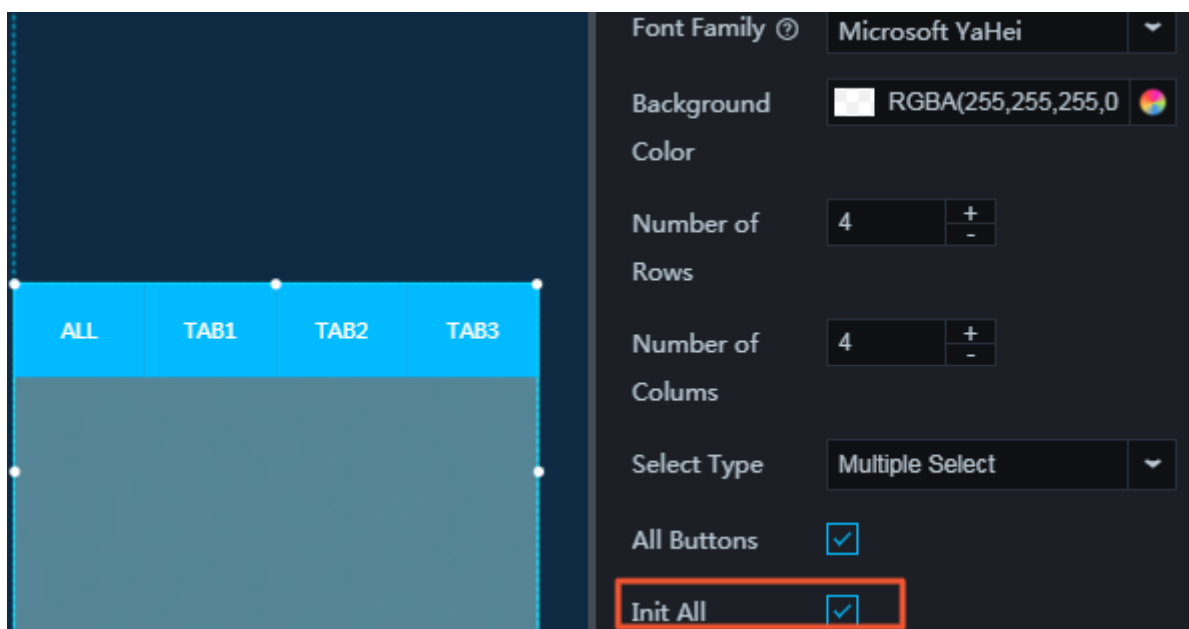 Font Family ?
Microsoft YaHei
Background
Color
RGBA(255,255,255,0
Number of
Rows
4
+
-
ALL
TAB1
TAB2
TAB3
Number of
Colums
4
+
-
Select Type
Multiple Select
All Buttons
Init All